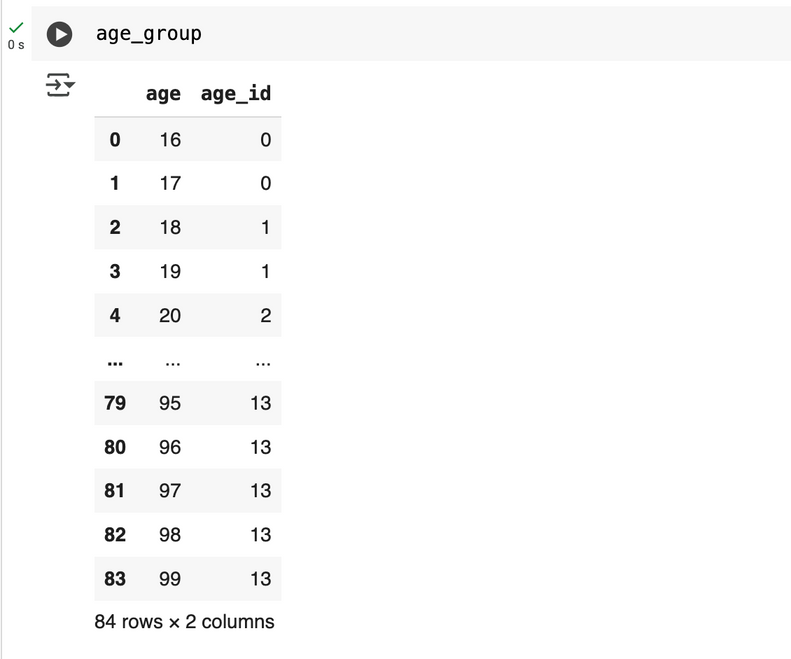 age_group
0 s
age age_id
0 16 0
1 17 0
2 18 1
3 19 1
4 20 2
... ... ...
79 95 13
80 96 13
81 97 13
82 98 13
83 99 13
84 rows × 2 columns